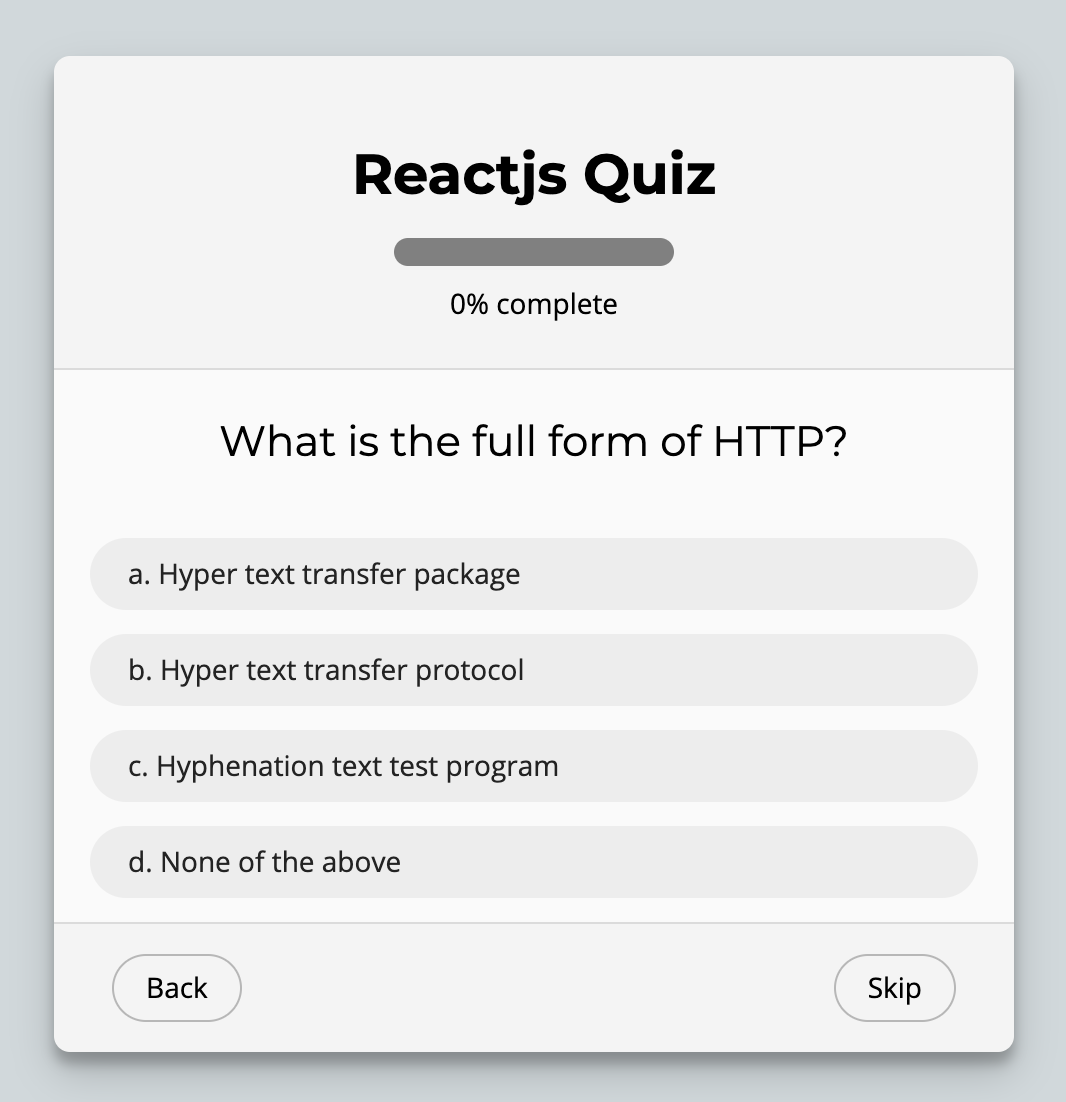 Reactjs Quiz
0% complete
What is the full form of HTTP?
a. Hyper text transfer package
b. Hyper text transfer protocol
c. Hyphenation text test program
d. None of the above
Back
Skip